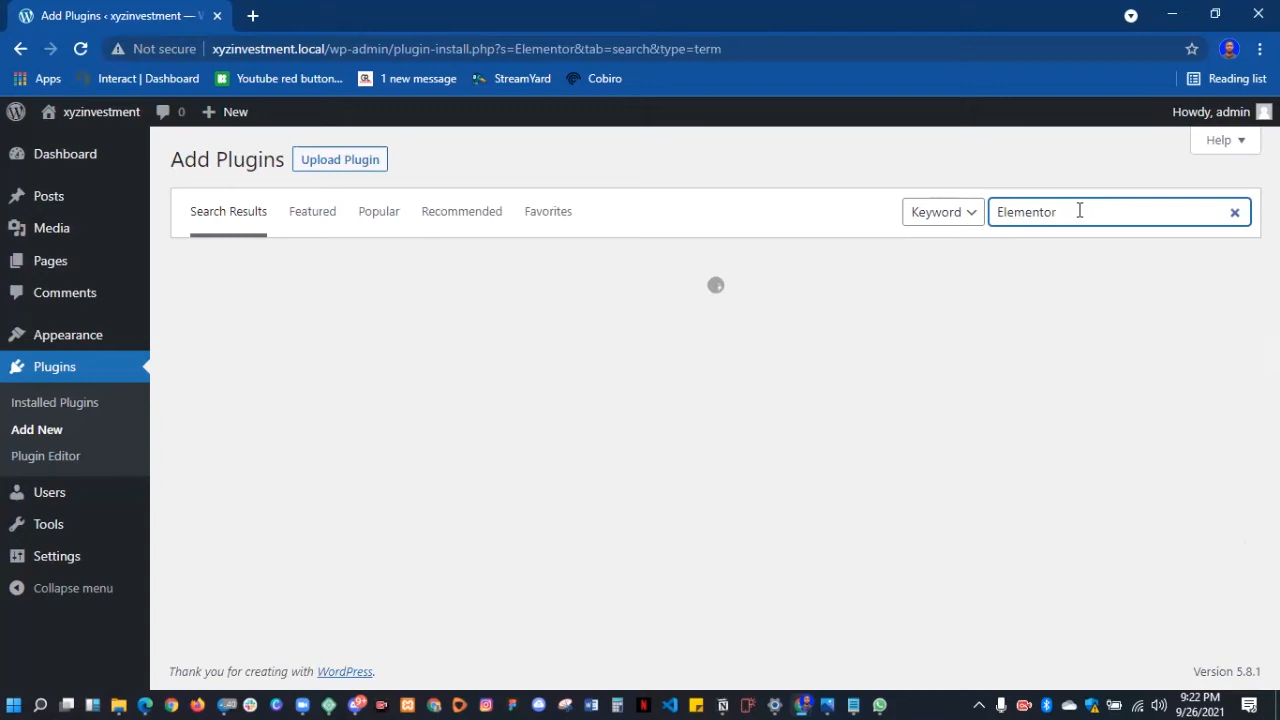 Add Plugins ‹ xyzinvestment —
Not secure
xyzinvestment.local/wp-admin/plugin-install.php?s=Elementor&tab=search&type=term
Apps
Interact | Dashboard
Youtube red button...
1 new message
StreamYard
Cobiro
Reading list
xyzinvestment
0
New
Howdy, admin
Dashboard
Posts
Media
Pages
Comments
Appearance
Plugins
Installed Plugins
Add New
Plugin Editor
Users
Tools
Settings
Collapse menu
Add Plugins
Upload Plugin
Help
Search Results
Featured
Popular
Recommended
Favorites
Keyword
Elementor
Thank you for creating with WordPress.
Version 5.8.1
9:22 PM
9/26/2021